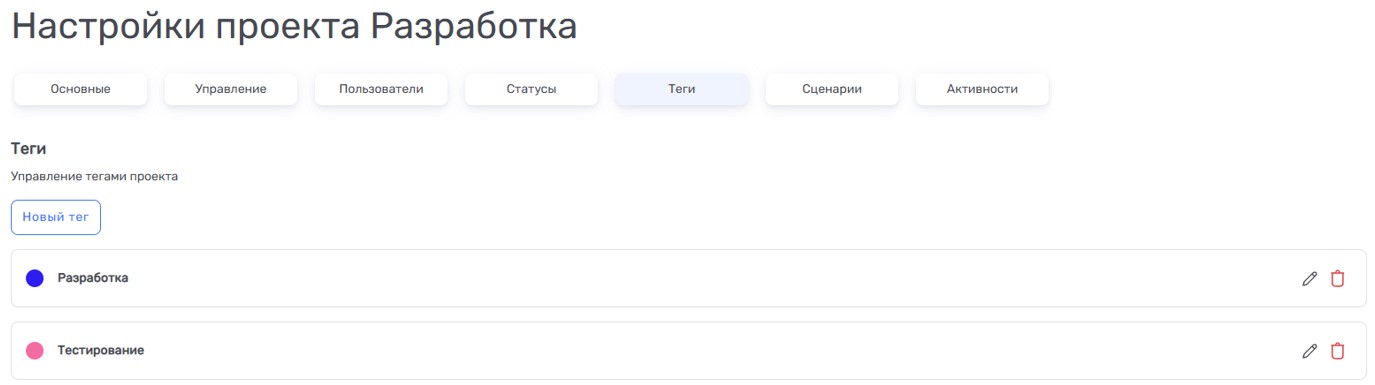 Настройки проекта Разработка
Основные Управление Пользователи Статусы Теги Сценарии Активности
Теги
Управление тегами проекта
Новый тег
Разработка
Тестирование